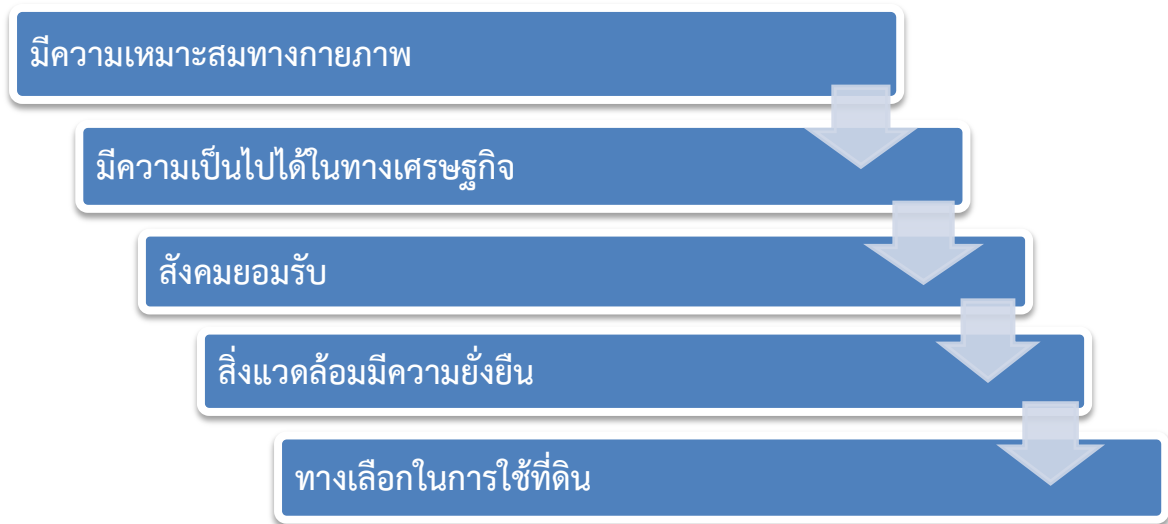 มีความเหมาะสมทางกายภาพ
มีความเป็นไปได้ในทางเศรษฐกิจ
สังคมยอมรับ
สิ่งแวดล้อมมีความยั่งยืน
ทางเลือกในการใช้ที่ดิน